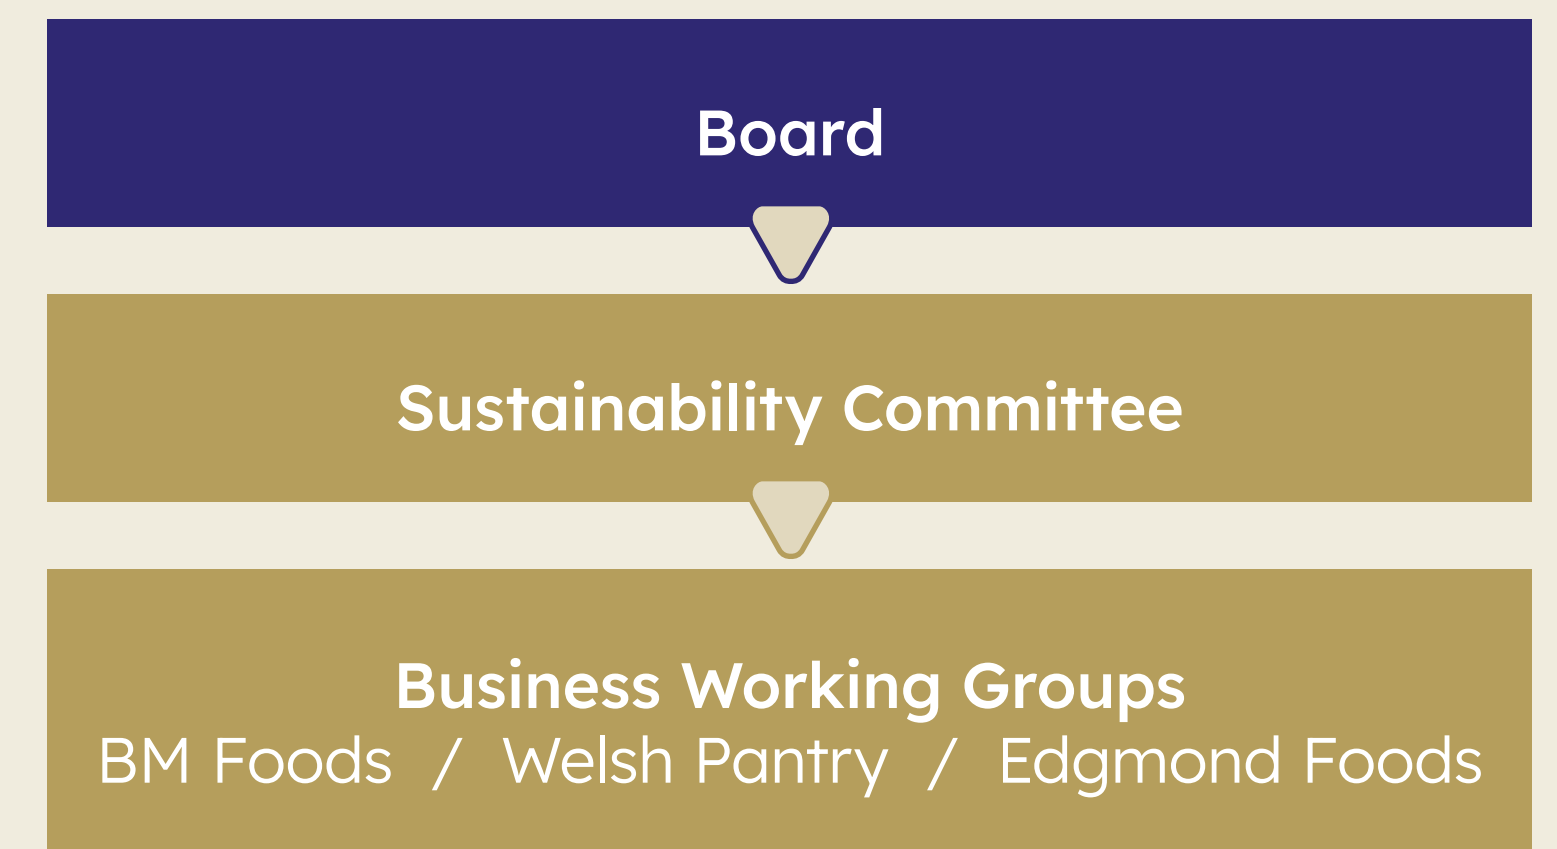 Board
Sustainability Committee
Business Working Groups
BM Foods / Welsh Pantry / Edgmond Foods